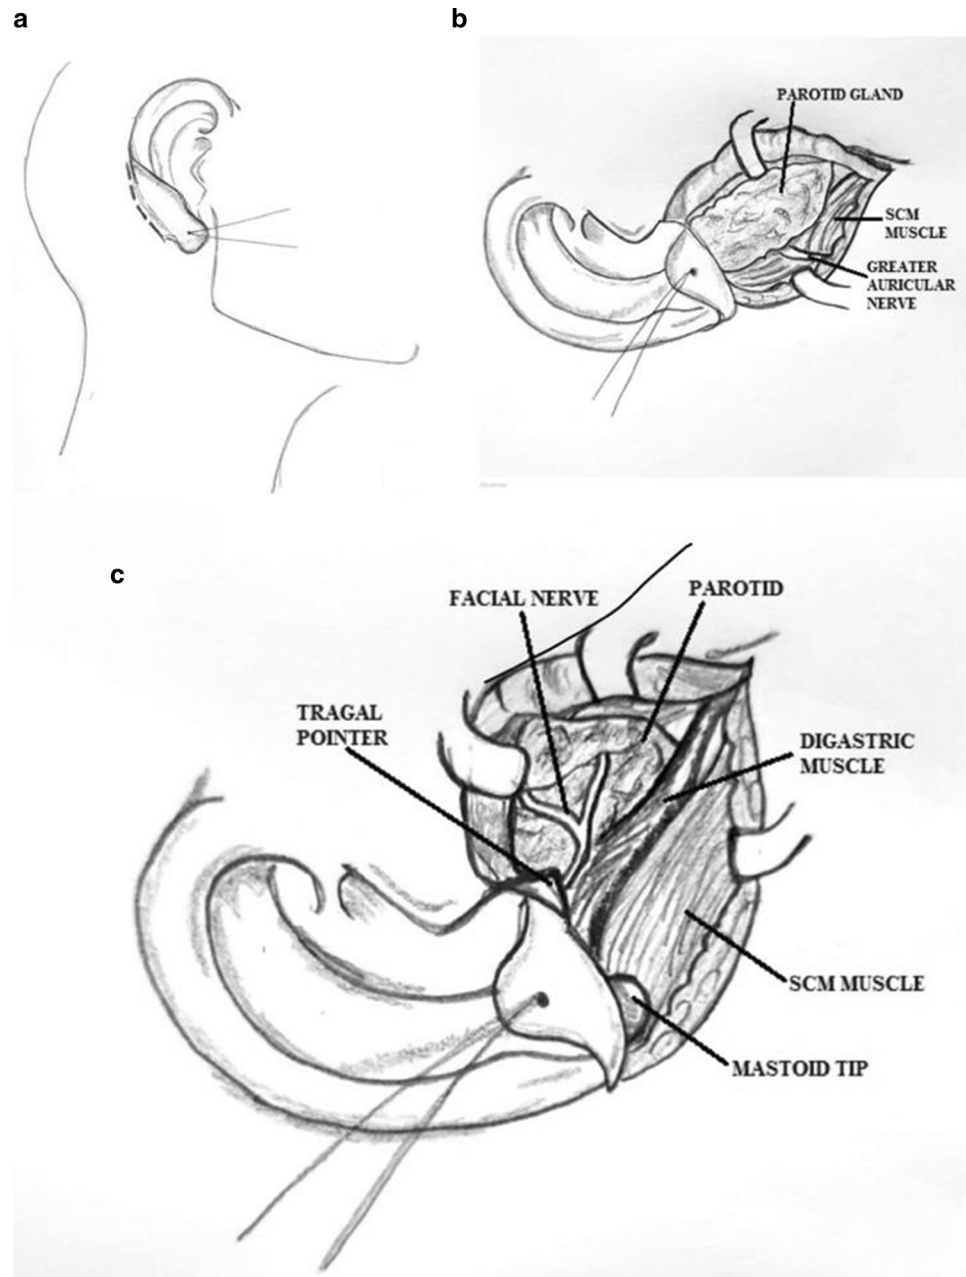 a
b
PAROTID GLAND
SCM
MUSCLE
GREATER
AURICULAR
NERVE
c
FACIAL NERVE
PAROTID
TRAGAL
POINTER
DIGASTRIC
MUSCLE
SCM MUSCLE
MASTOID TIP